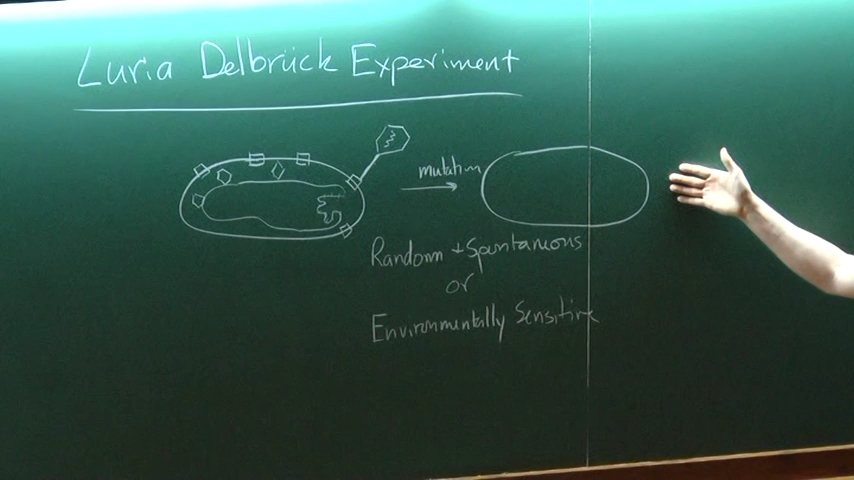 Luria Delbrück Experiment
mutation
Random + Spontaneous
or
Environmentally Sensitive